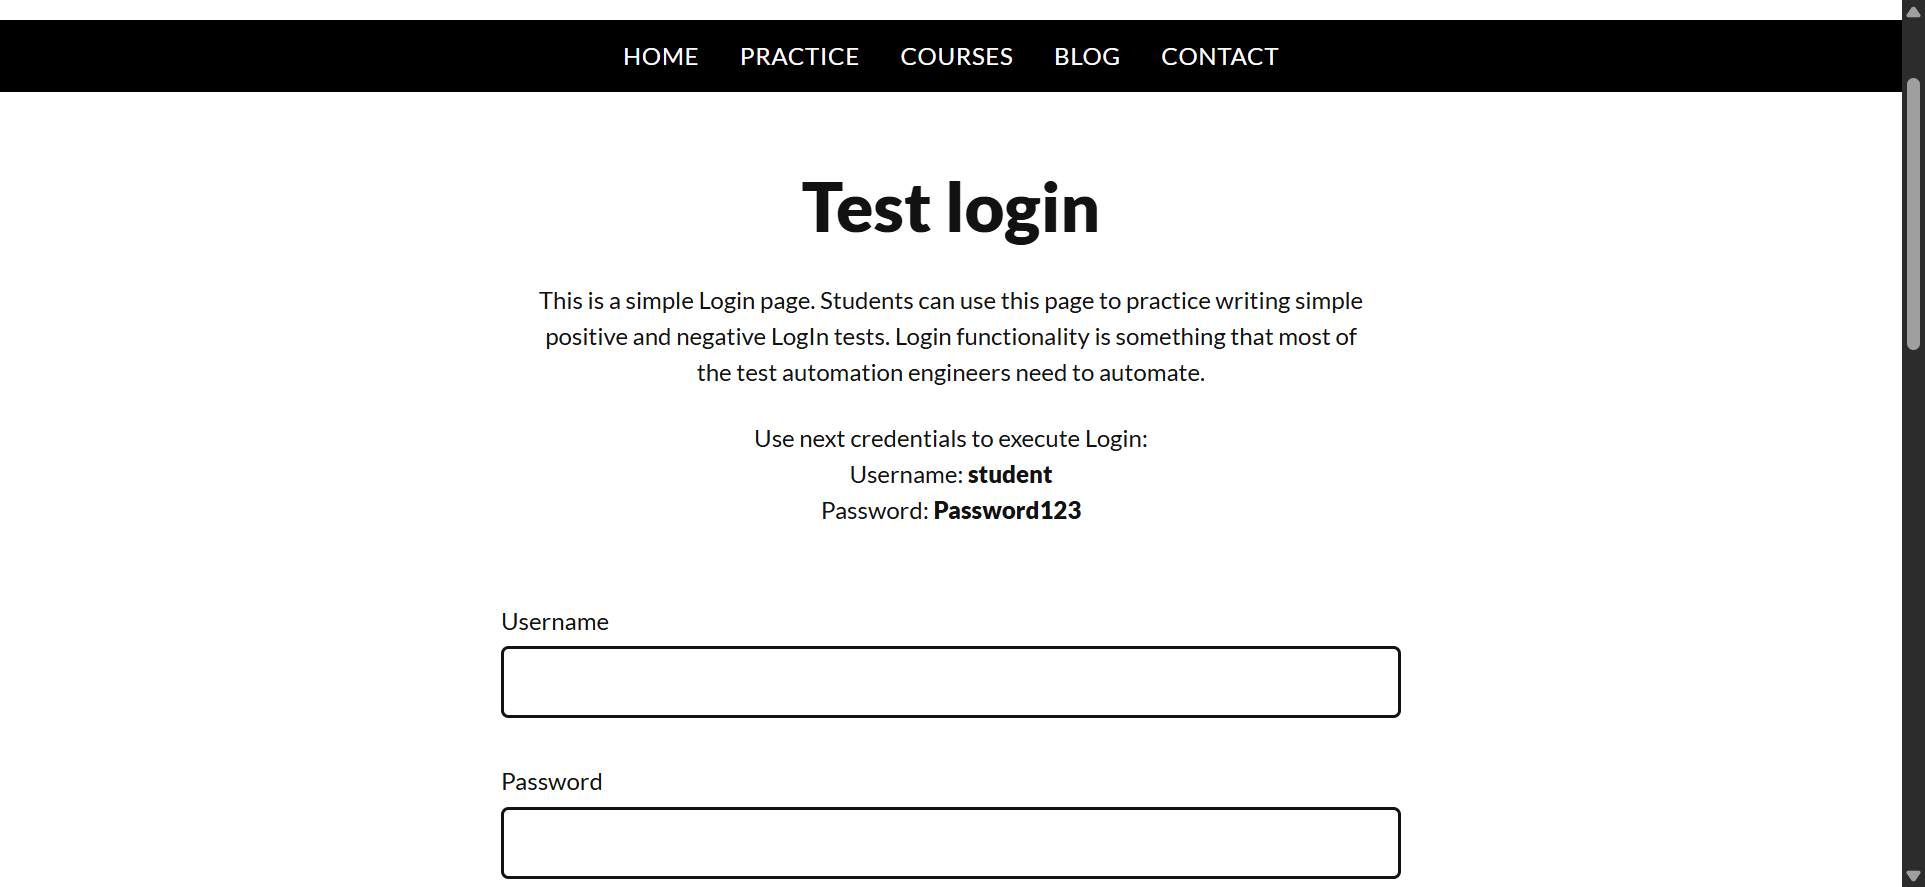 HOME PRACTICE COURSES BLOG CONTACT
Test login
This is a simple Login page. Students can use this page to practice writing simple
positive and negative LogIn tests. Login functionality is something that most of
the test automation engineers need to automate.
Use next credentials to execute Login:
Username: student
Password: Password123
Username
Password